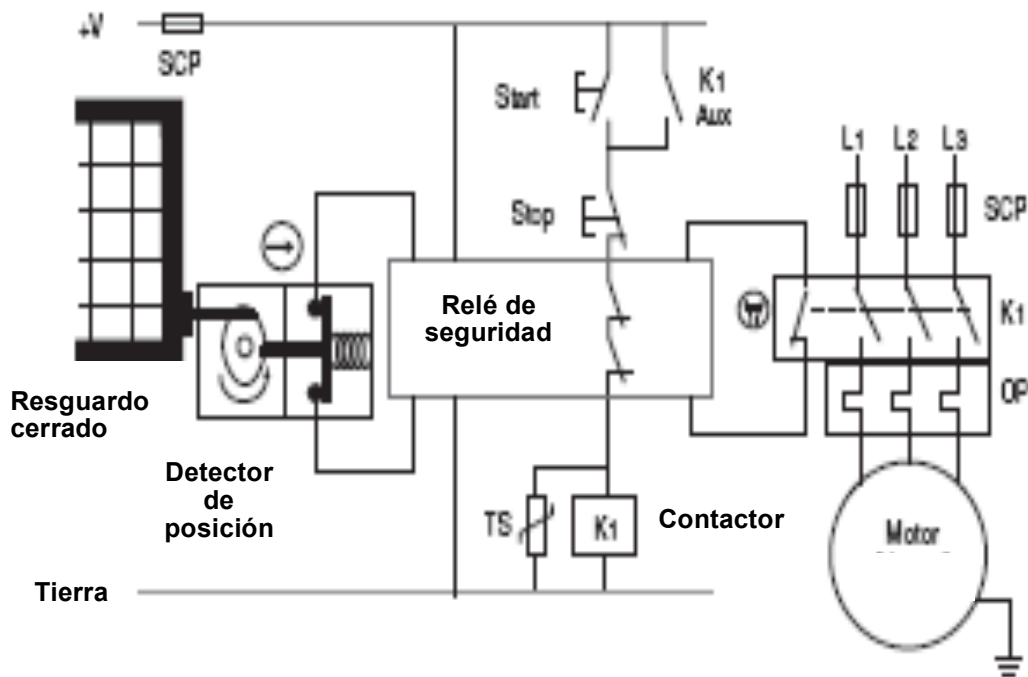 +V
SCP
Start
K1
Aux
L1 L2 L3
Stop
SCP
Relé de
seguridad
K1
Resguardo
cerrado
OP
Detector
de
posición
TS
K1
Contactor
Motor
Tierra